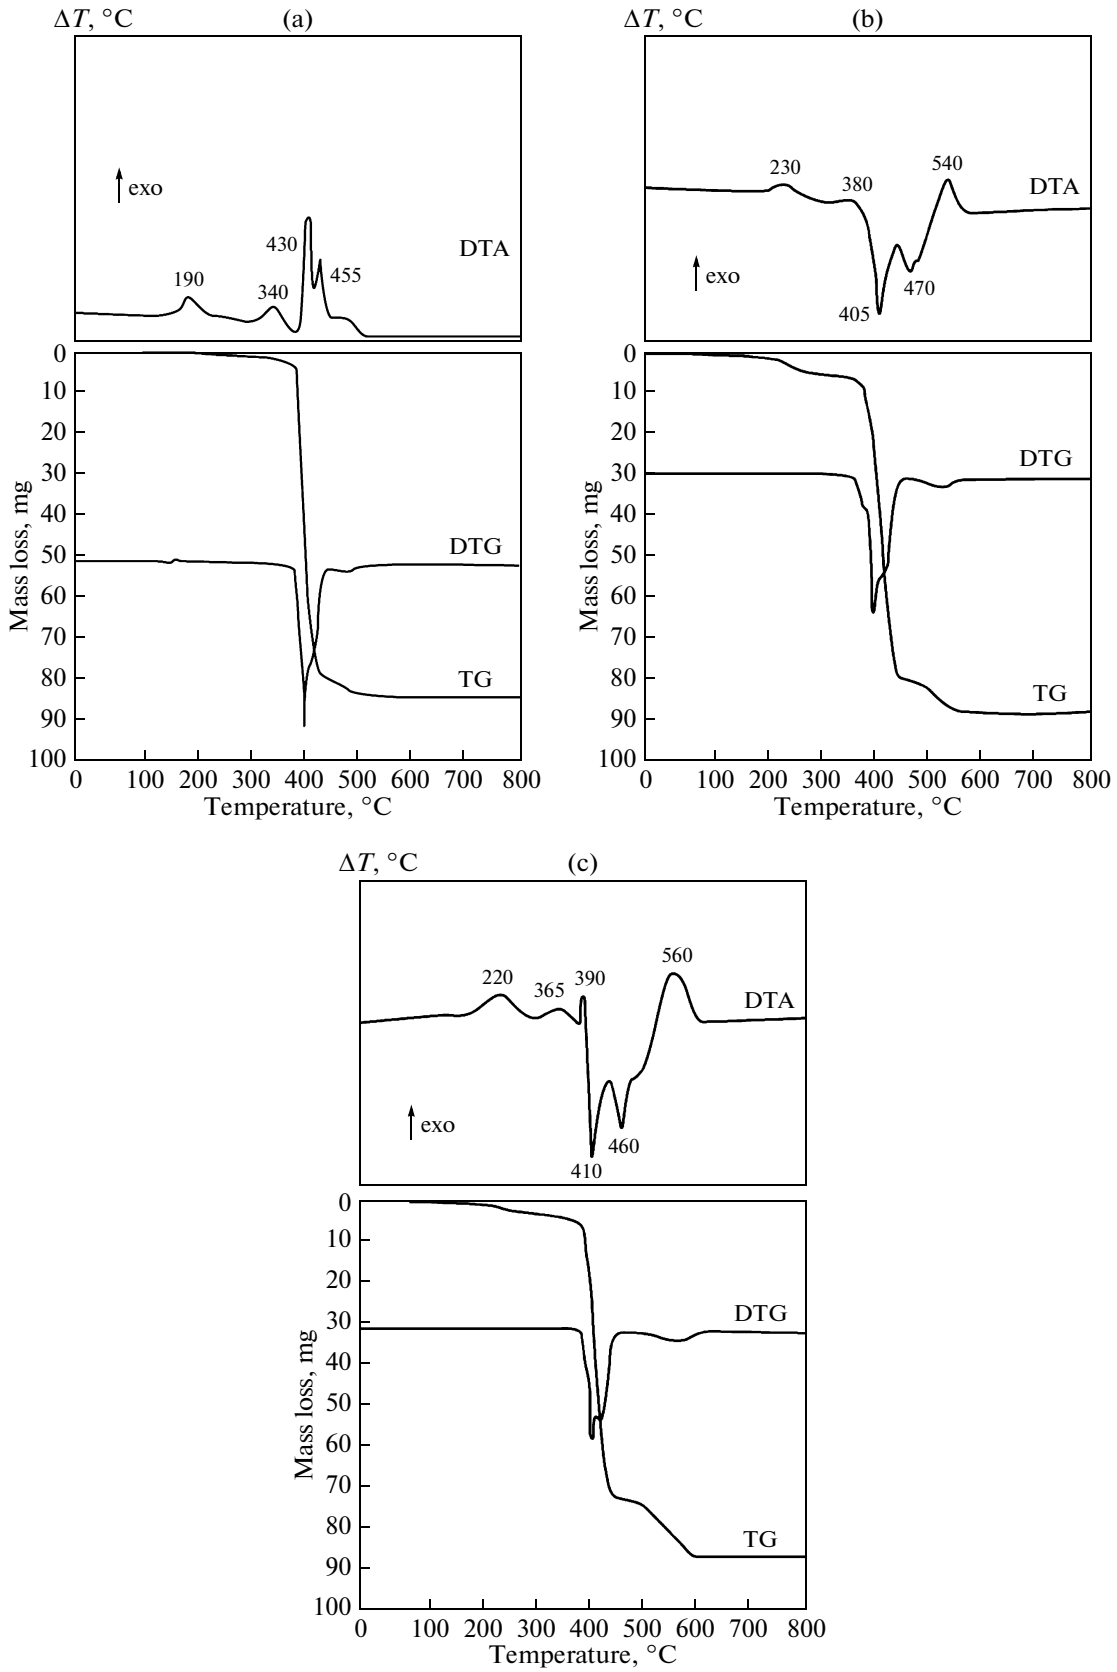 ΔT, °C (a)
exo
190
340
430
455
DTA
0
10
20
30
40
50
60
70
80
90
100
Mass loss, mg
DTG
TG
0 100 200 300 400 500 600 700 800
Temperature, °C
ΔT, °C (b)
230
380
540
DTA
exo
405
470
0
10
20
30
40
50
60
70
80
90
100
Mass loss, mg
DTG
TG
0 100 200 300 400 500 600 700 800
Temperature, °C
ΔT, °C (c)
220
365
390
560
DTA
exo
410
460
0
10
20
30
40
50
60
70
80
90
100
Mass loss, mg
DTG
TG
0 100 200 300 400 500 600 700 800
Temperature, °C